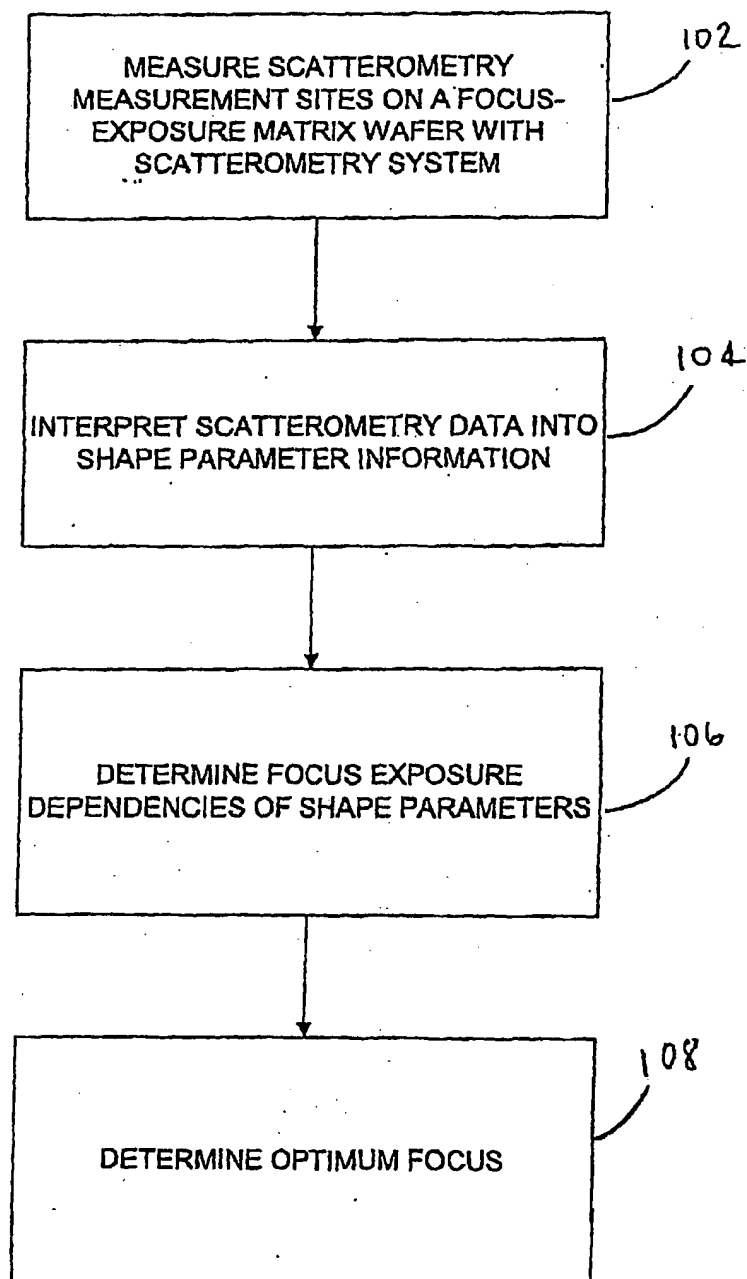 MEASURE SCATTEROMETRY
MEASUREMENT SITES ON A FOCUS-
EXPOSURE MATRIX WAFER WITH
SCATTEROMETRY SYSTEM
102
INTERPRET SCATTEROMETRY DATA INTO
SHAPE PARAMETER INFORMATION
104
DETERMINE FOCUS EXPOSURE
DEPENDENCIES OF SHAPE PARAMETERS
106
DETERMINE OPTIMUM FOCUS
108